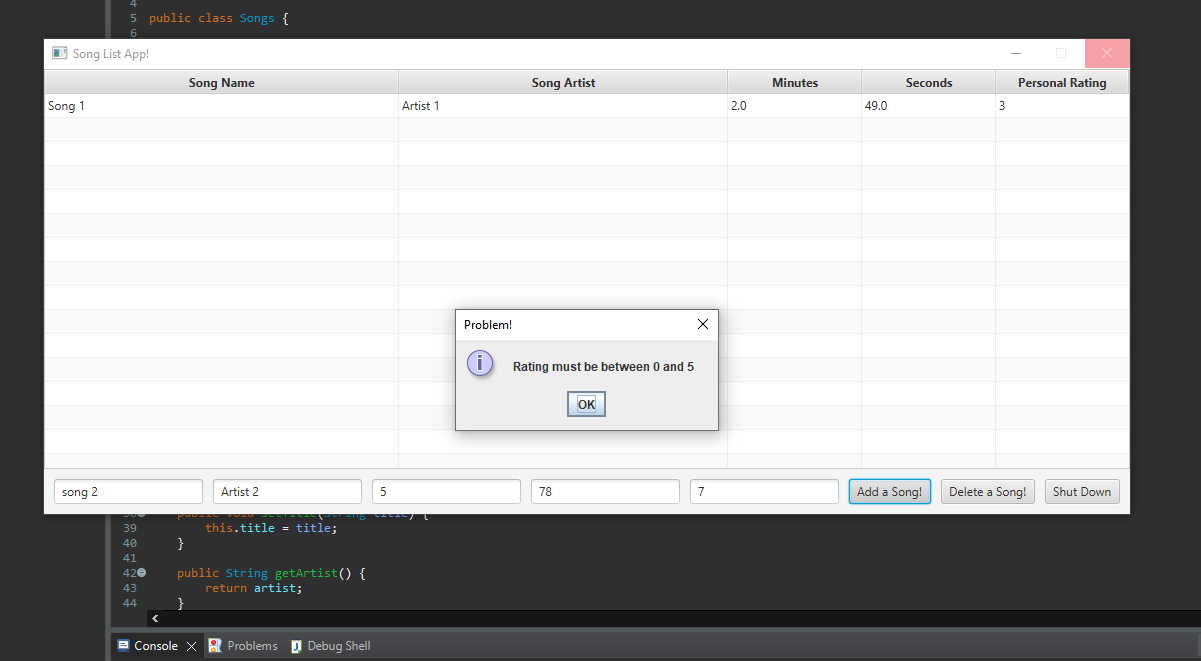 4
5 public class Songs {
6
Song List App!
Song Name Song Artist Minutes Seconds Personal Rating
Song 1 Artist 1 2.0 49.0 3
Problem!
i
Rating must be between 0 and 5
OK
song 2 Artist 2 5 78 7 Add a Song! Delete a Song! Shut Down
38 public void setTitle(String title) {
39 this.title = title;
40 }
41
42 public String getArtist() {
43 return artist;
44 }
Console Problems Debug Shell